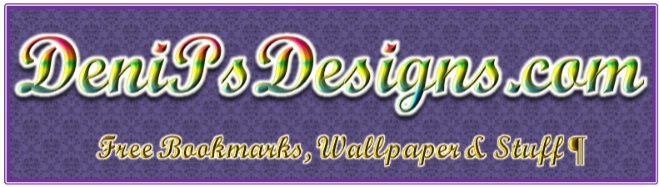 DeniPsDesigns.com
Free Bookmarks, Wallpaper & Stuff ¶